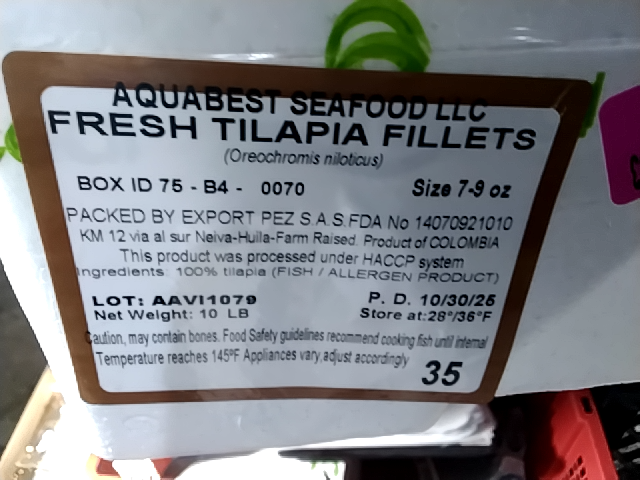 AQUABEST SEAFOOD LLC
FRESH TILAPIA FILLETS
(Oreochromis niloticus)
BOX ID 75 - B4 - 0070 Size 7-9 oz
PACKED BY EXPORT PEZ S.A.S.FDA No 14070921010
KM 12 via al sur Neiva-Huila-Farm Raised. Product of COLOMBIA
This product was processed under HACCP system
Ingredients: 100% tilapia (FISH / ALLERGEN PRODUCT)
LOT: AAVI1079 P. D. 10/30/25
Net Weight: 10 LB Store at:28°/36°F
Caution, may contain bones. Food Safety guidelines recommend cooking fish until internal
Temperature reaches 145ºF Appliances vary,adjust accordingly
35